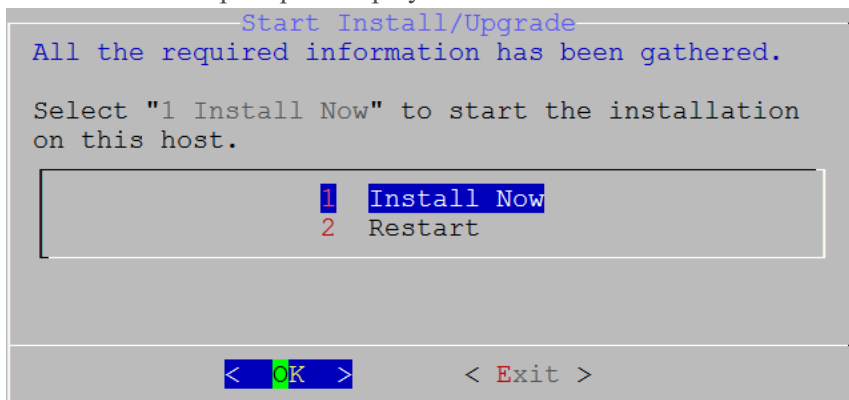 Start Install/Upgrade
All the required information has been gathered.
Select "1 Install Now" to start the installation
on this host.
1 Install Now
2 Restart
< OK > < Exit >